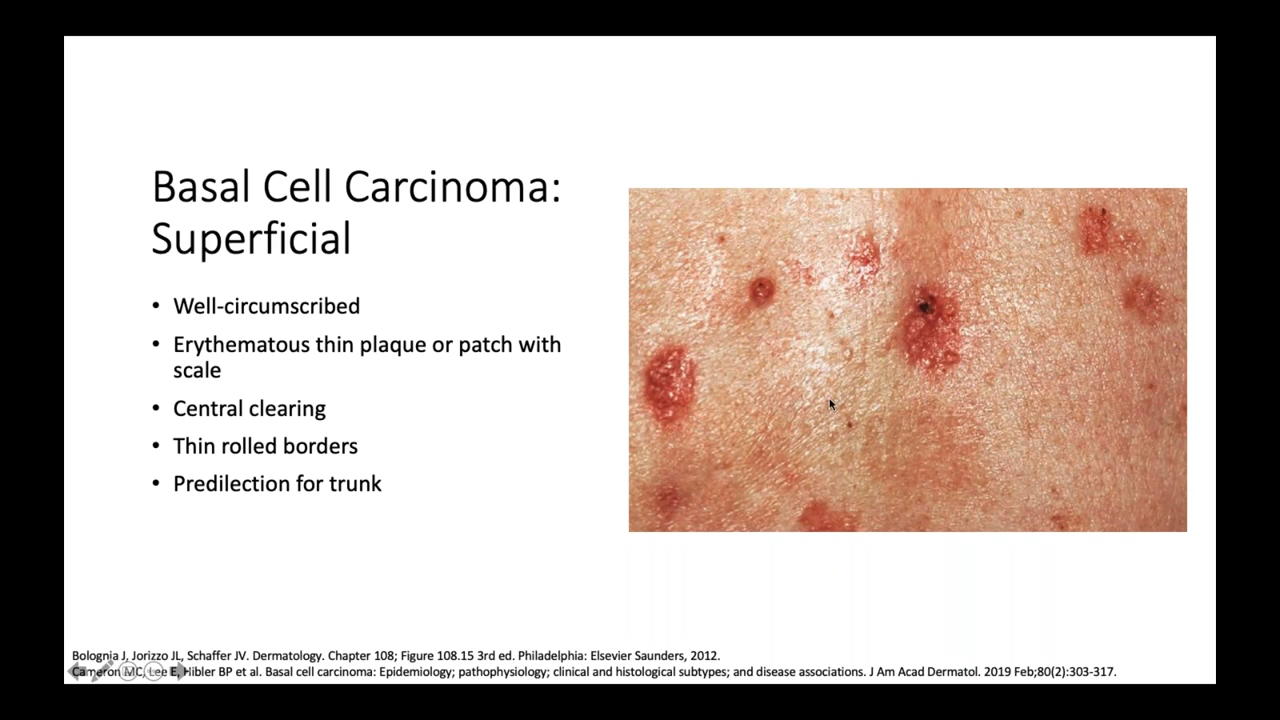 Basal Cell Carcinoma:
Superficial
• Well-circumscribed
• Erythematous thin plaque or patch with
scale
• Central clearing
• Thin rolled borders
• Predilection for trunk
Bolognia J, Jorizzo JL, Schaffer JV. Dermatology. Chapter 108; Figure 108.15 3rd ed. Philadelphia: Elsevier Saunders, 2012.
Cameron MC, Lee E, Hibler BP et al. Basal cell carcinoma: Epidemiology; pathophysiology; clinical and histological subtypes; and disease associations. J Am Acad Dermatol. 2019 Feb;80(2):303-317.